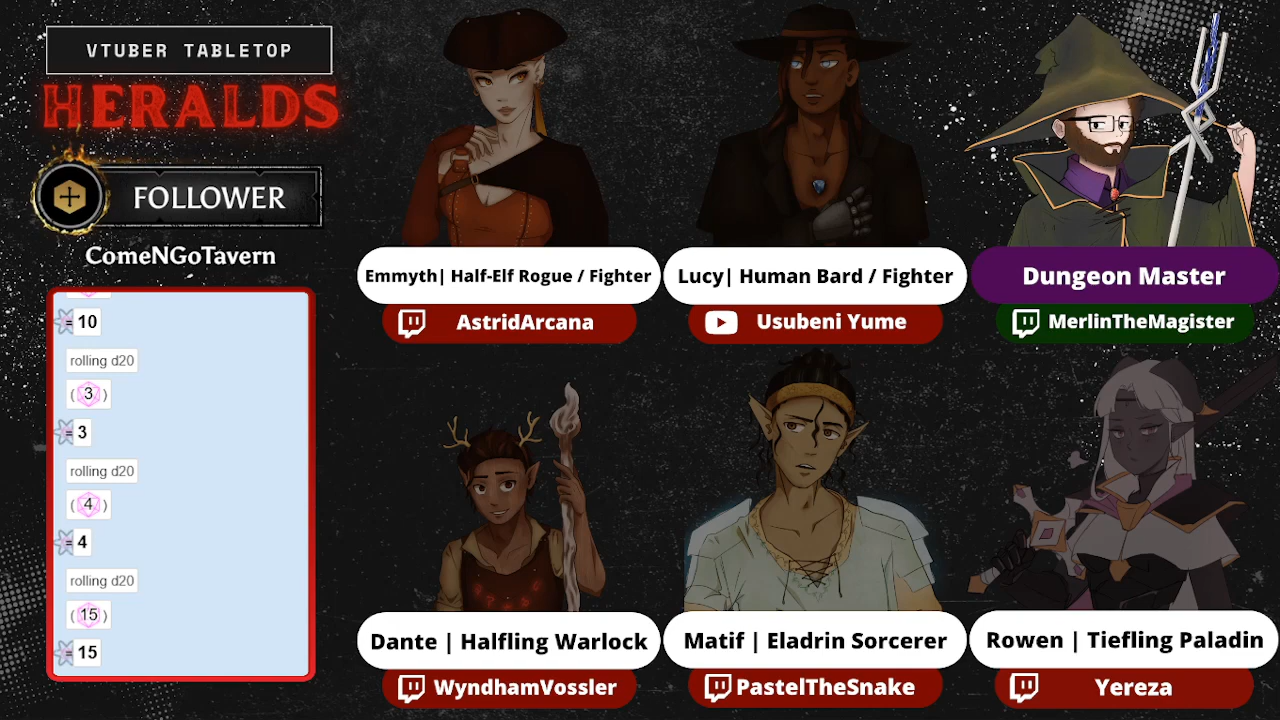 VTUBER TABLETOP
HERALDS
FOLLOWER
ComeNGoTavern
= 10
rolling d20
( 3 )
= 3
rolling d20
( 4 )
= 4
rolling d20
( 15 )
= 15
Emmyth| Half-Elf Rogue / Fighter
AstridArcana
Lucy| Human Bard / Fighter
Usubeni Yume
Dungeon Master
MerlinTheMagister
Dante | Halfling Warlock
WyndhamVossler
Matif | Eladrin Sorcerer
PastelTheSnake
Rowen | Tiefling Paladin
Yereza